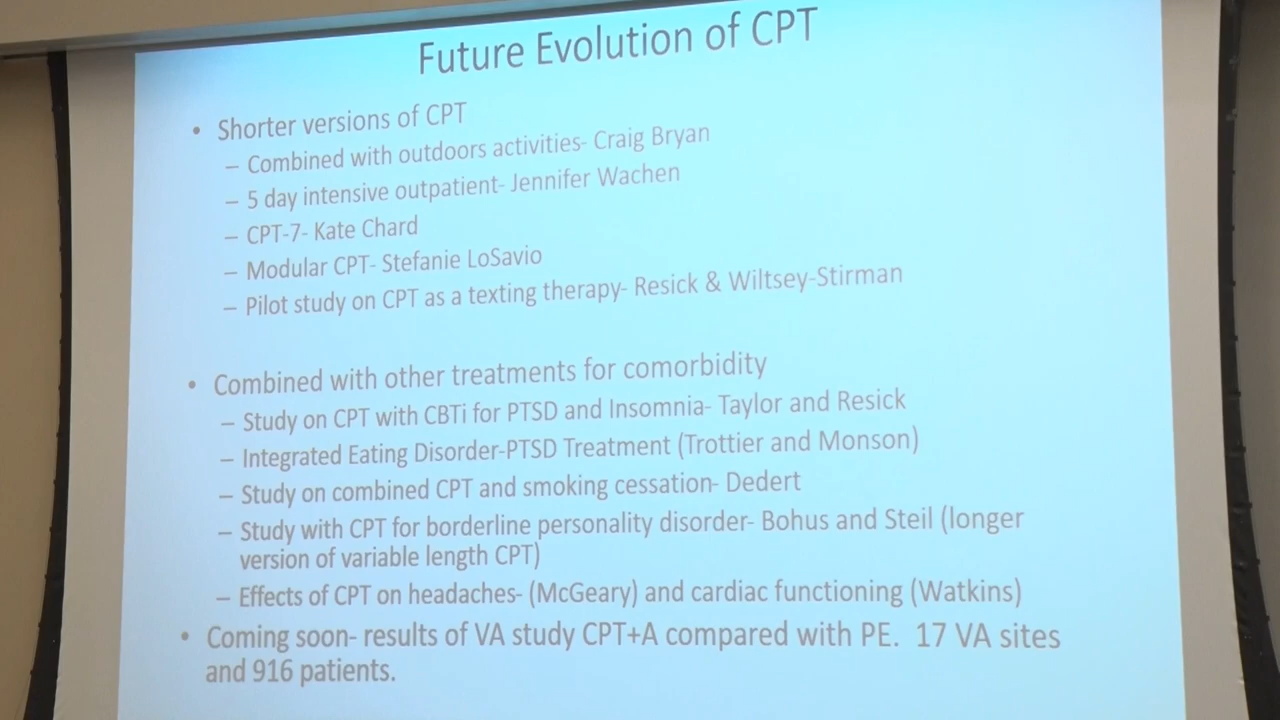 Future Evolution of CPT
• Shorter versions of CPT
– Combined with outdoors activities- Craig Bryan
– 5 day intensive outpatient- Jennifer Wachen
– CPT-7- Kate Chard
– Modular CPT- Stefanie LoSavio
– Pilot study on CPT as a texting therapy- Resick & Wiltsey-Stirman
• Combined with other treatments for comorbidity
– Study on CPT with CBTi for PTSD and Insomnia- Taylor and Resick
– Integrated Eating Disorder-PTSD Treatment (Trottier and Monson)
– Study on combined CPT and smoking cessation- Dedert
– Study with CPT for borderline personality disorder- Bohus and Steil (longer
version of variable length CPT)
– Effects of CPT on headaches- (McGeary) and cardiac functioning (Watkins)
• Coming soon- results of VA study CPT+A compared with PE. 17 VA sites
and 916 patients.